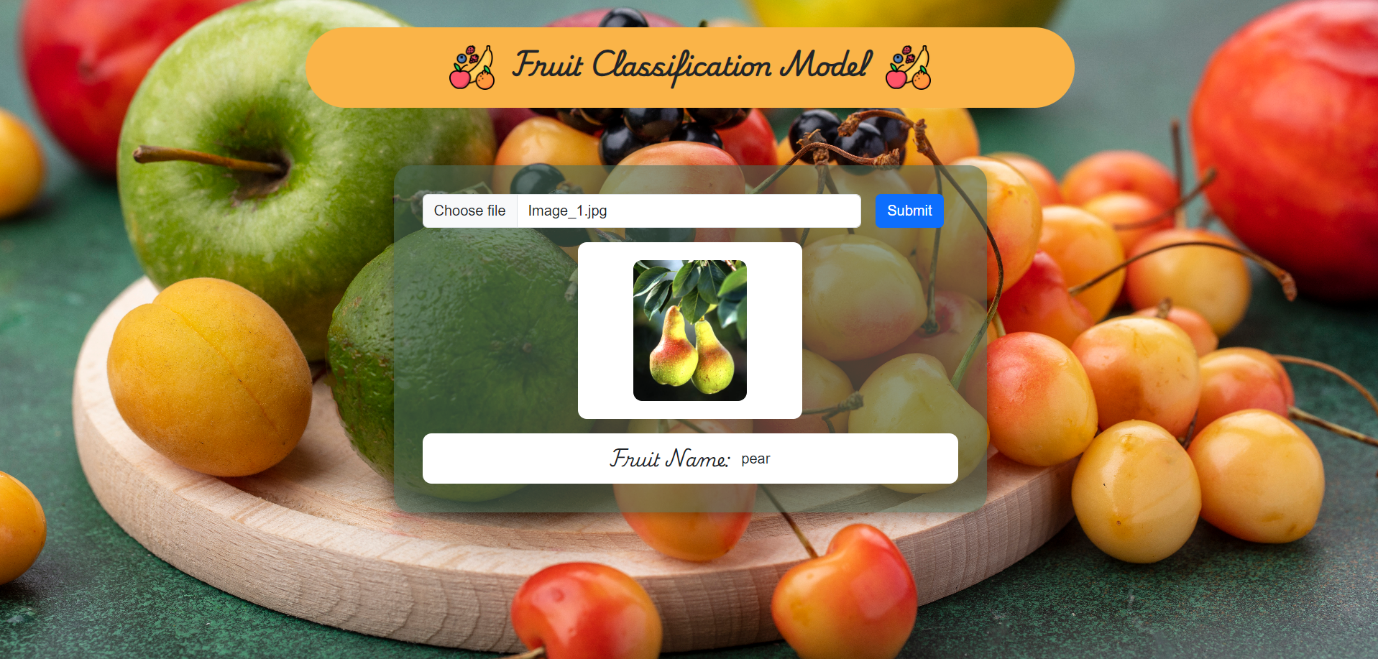 Fruit Classification Model
Choose file Image_1.jpg Submit
Fruit Name: pear